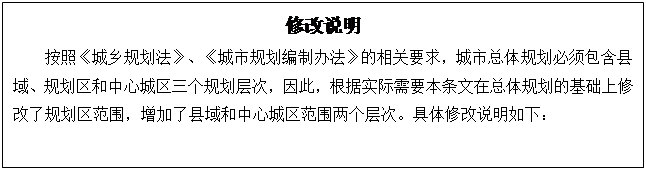 修改说明
按照《城乡规划法》、《城市规划编制办法》的相关要求，城市总体规划必须包含县
域、规划区和中心城区三个规划层次，因此，根据实际需要本条文在总体规划的基础上修
改了规划区范围，增加了县域和中心城区范围两个层次。具体修改说明如下：